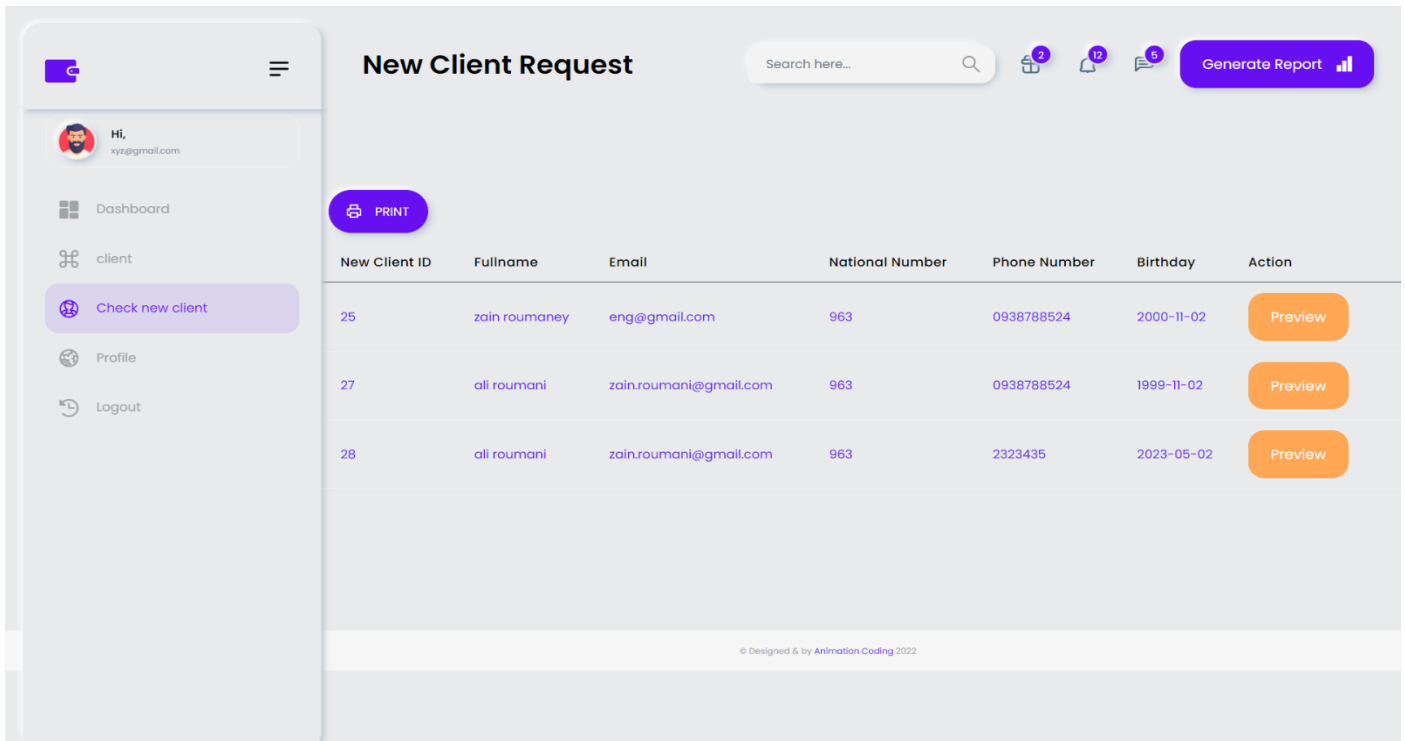 New Client Request
Search here...
2
12
5
Generate Report
Hi,
xyz@gmail.com
Dashboard
client
Check new client
Profile
Logout
PRINT
New Client ID Fullname Email National Number Phone Number Birthday Action
25 zain roumaney eng@gmail.com 963 0938788524 2000-11-02 Preview
27 ali roumani zain.roumani@gmail.com 963 0938788524 1999-11-02 Preview
28 ali roumani zain.roumani@gmail.com 963 2323435 2023-05-02 Preview
© Designed & by Animation Coding 2022